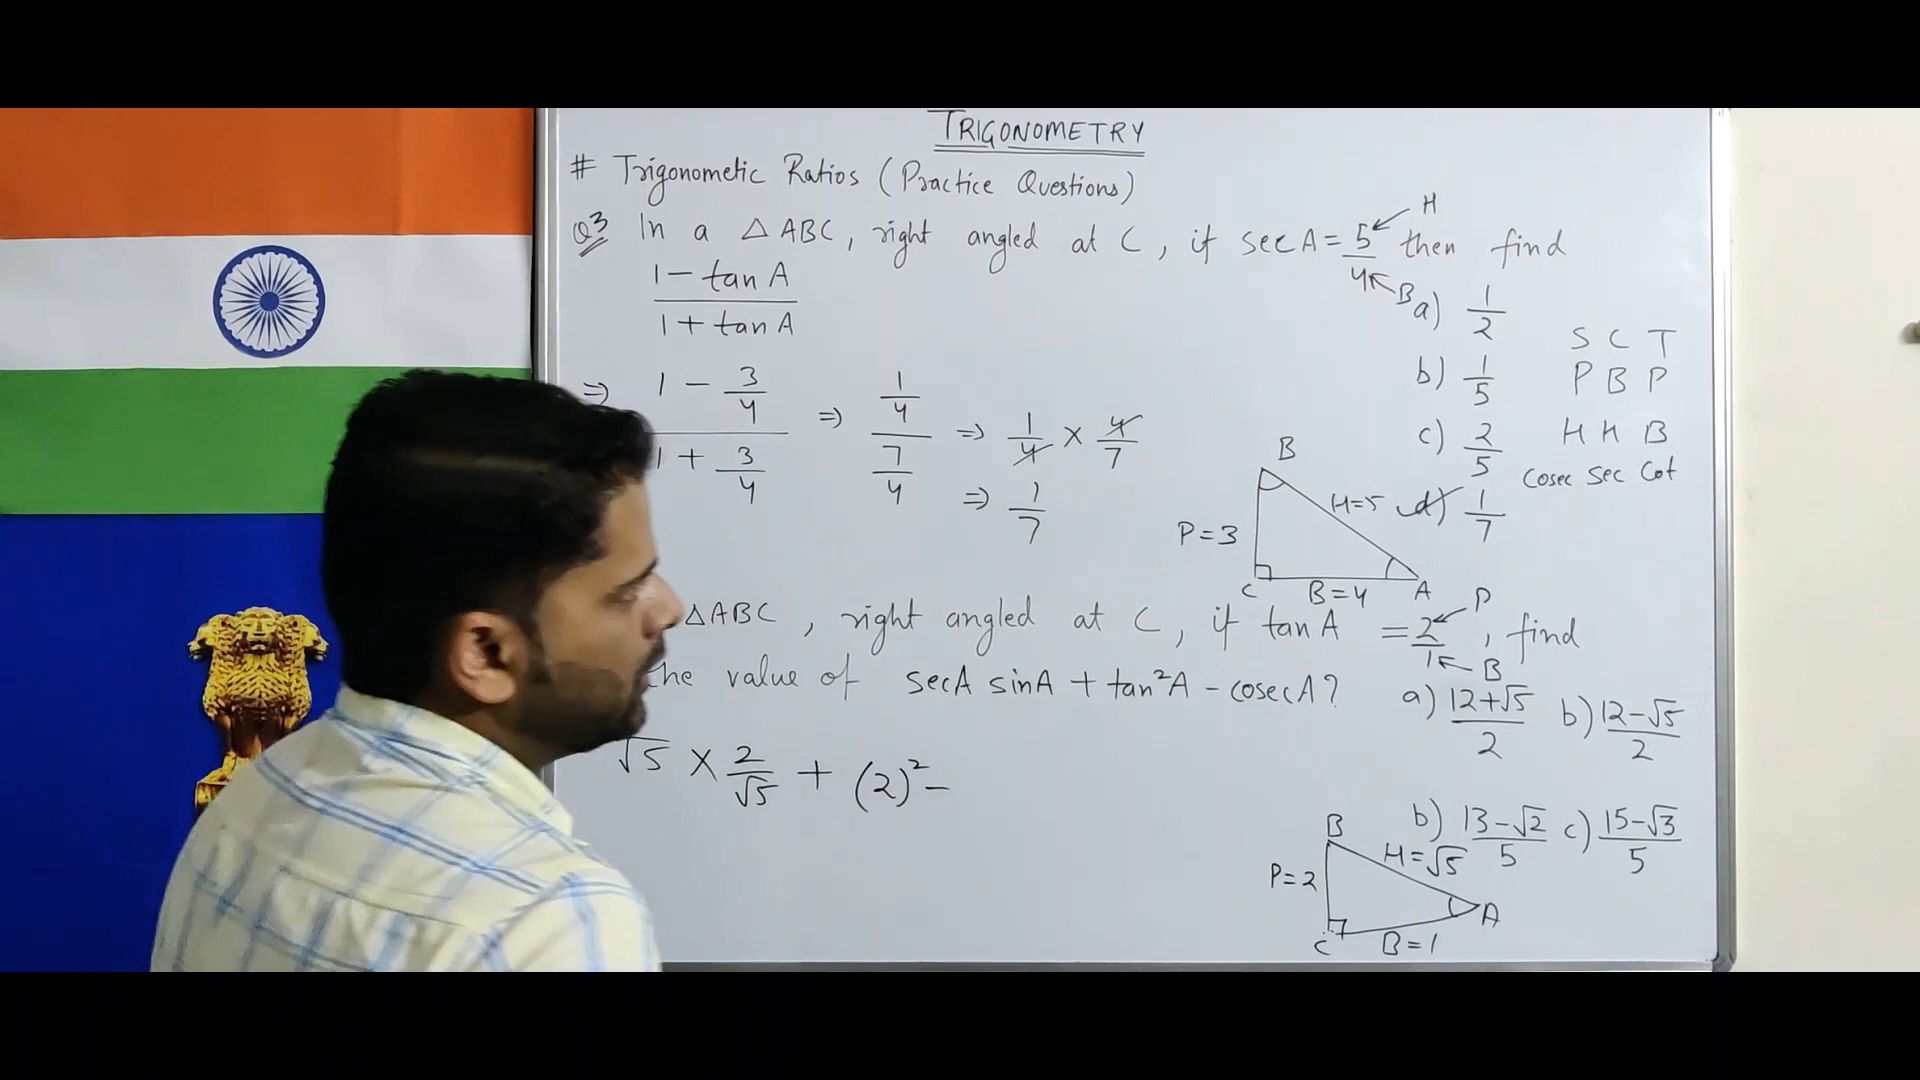 TRIGONOMETRY
# Trigonometic Ratios (Practice Questions)
Q3 In a △ABC, right angled at C, if secA = 5/4 then find
H
B
1 - tan A / 1 + tan A
a) 1/2
b) 1/5
c) 2/5
d) 1/7
S C T
P B P
H H B
Cosec Sec Cot
⇒ 1 - 3/4 / 1 + 3/4 ⇒ 1/4 / 7/4 ⇒ 1/4 × 4/7
⇒ 1/7
B
H=5
P=3
C B=4 A
△ABC, right angled at C, if tan A = 2/1, find
P
B
the value of secA sinA + tan²A - cosecA?
a) 12+√5/2 b) 12-√5/2
b) 13-√2/5 c) 15-√3/5
√5 × 2/√5 + (2)² -
B
H=√5
P=2
A
C B=1